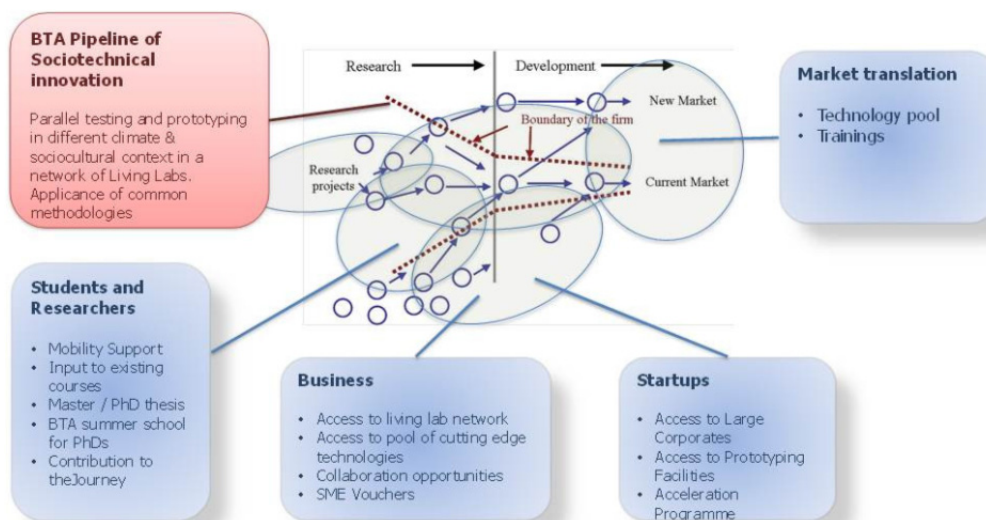 BTA Pipeline of
Sociotechnical
innovation
Parallel testing and prototyping
in different climate &
sociocultural context in a
network of Living Labs.
Applicance of common
methodologies
Research
Development
New Market
Boundary of the firm
Research
projects
Current Market
Market translation
• Technology pool
• Trainings
Students and
Researchers
• Mobility Support
• Input to existing
courses
• Master / PhD thesis
• BTA summer school
for PhDs
• Contribution to
theJourney
Business
• Access to living lab network
• Access to pool of cutting edge
technologies
• Collaboration opportunities
• SME Vouchers
Startups
• Access to Large
Corporates
• Access to Prototyping
Facilities
• Acceleration
Programme